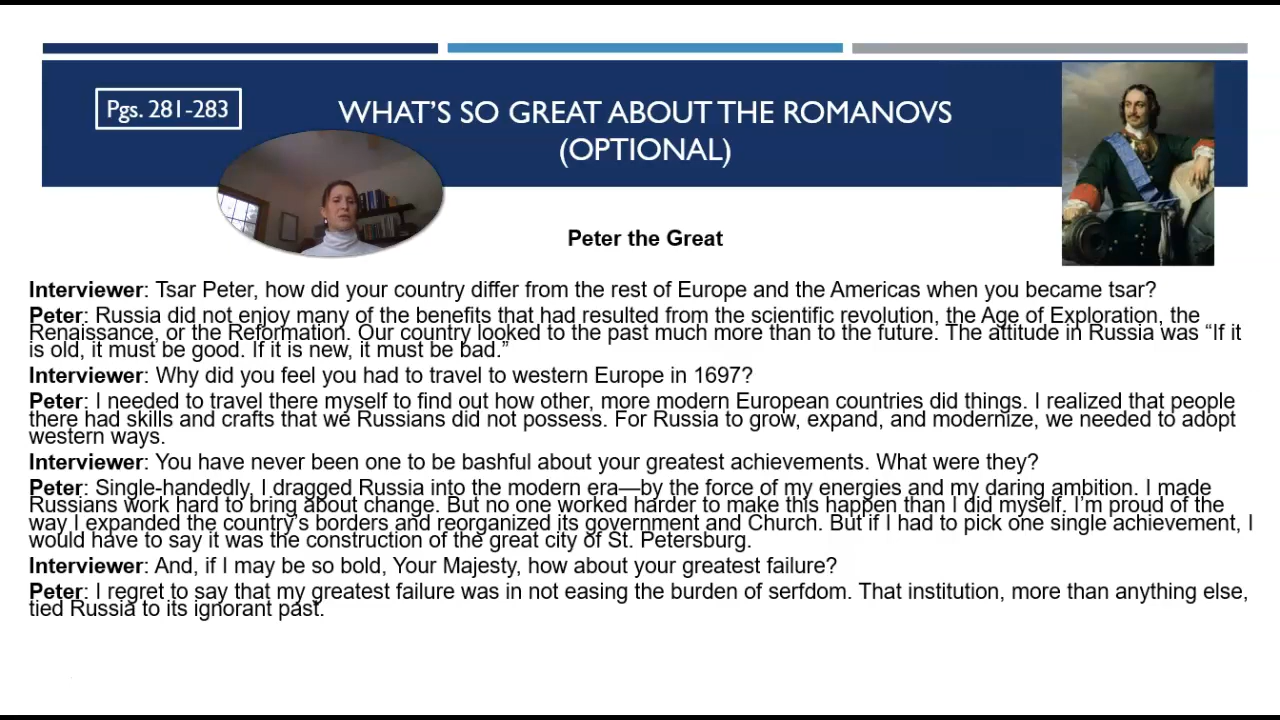 Pgs. 281-283
WHAT'S SO GREAT ABOUT THE ROMANOVS
(OPTIONAL)
Peter the Great
Interviewer: Tsar Peter, how did your country differ from the rest of Europe and the Americas when you became tsar?
Peter: Russia did not enjoy many of the benefits that had resulted from the scientific revolution, the Age of Exploration, the
Renaissance, or the Reformation. Our country looked to the past much more than to the future. The attitude in Russia was “If it
is old, it must be good. If it is new, it must be bad.”
Interviewer: Why did you feel you had to travel to western Europe in 1697?
Peter: I needed to travel there myself to find out how other, more modern European countries did things. I realized that people
there had skills and crafts that we Russians did not possess. For Russia to grow, expand, and modernize, we needed to adopt
western ways.
Interviewer: You have never been one to be bashful about your greatest achievements. What were they?
Peter: Single-handedly, I dragged Russia into the modern era—by the force of my energies and my daring ambition. I made
Russians work hard to bring about change. But no one worked harder to make this happen than I did myself. I'm proud of the
way I expanded the country's borders and reorganized its government and Church. But if I had to pick one single achievement, I
would have to say it was the construction of the great city of St. Petersburg.
Interviewer: And, if I may be so bold, Your Majesty, how about your greatest failure?
Peter: I regret to say that my greatest failure was in not easing the burden of serfdom. That institution, more than anything else,
tied Russia to its ignorant past.